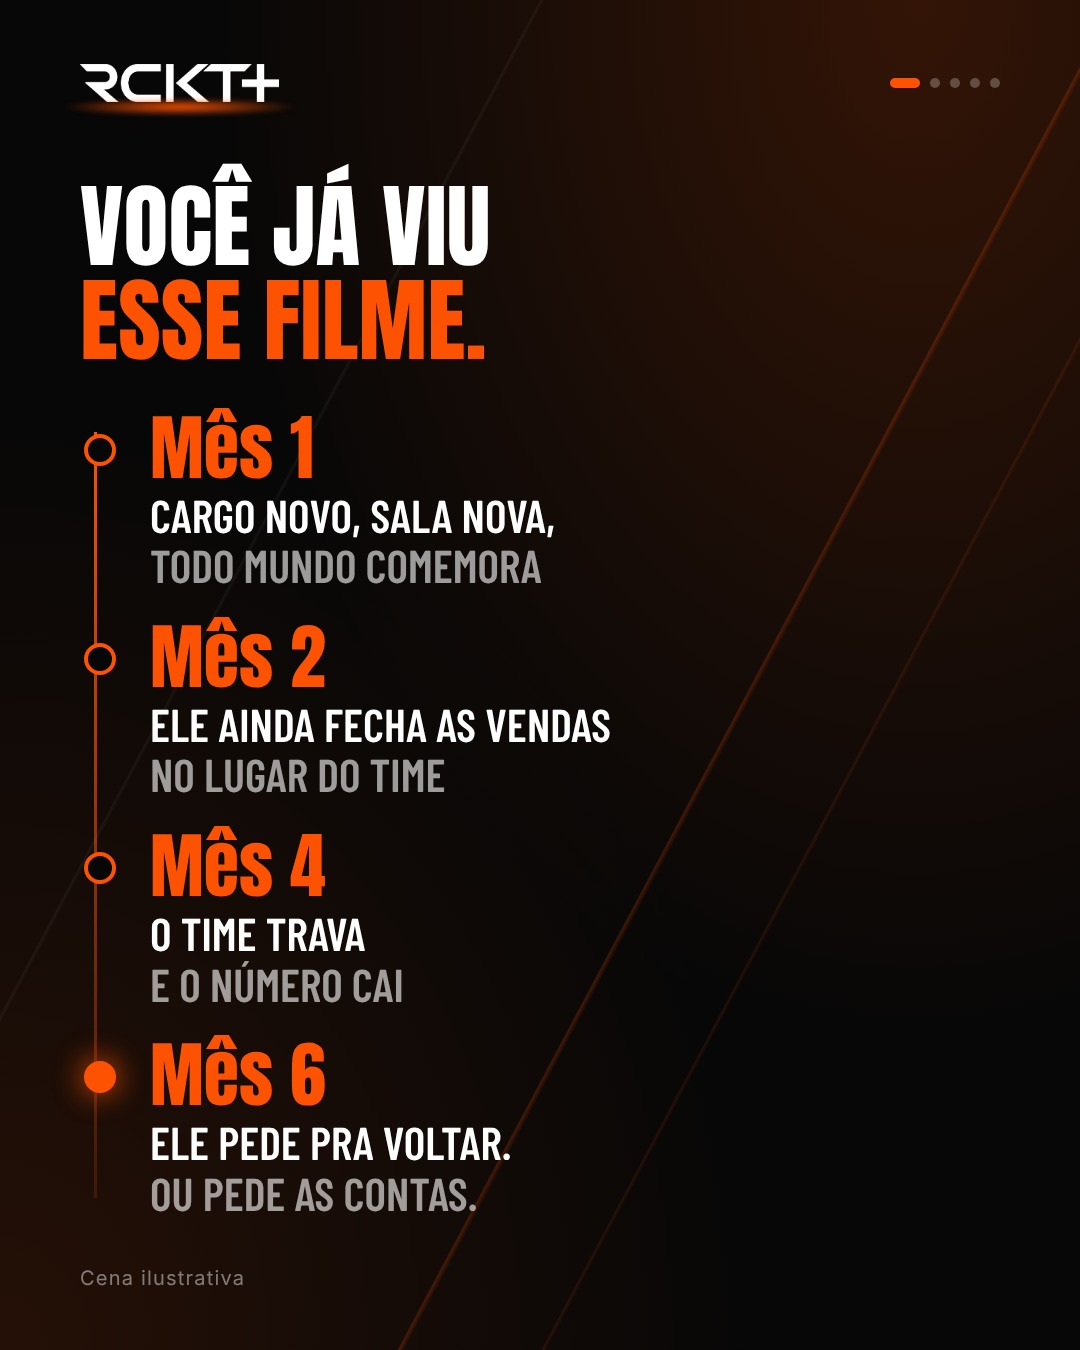 RCKT+
VOCÊ JÁ VIU
ESSE FILME.
Mês 1
CARGO NOVO, SALA NOVA,
TODO MUNDO COMEMORA
Mês 2
ELE AINDA FECHA AS VENDAS
NO LUGAR DO TIME
Mês 4
O TIME TRAVA
E O NÚMERO CAI
Mês 6
ELE PEDE PRA VOLTAR.
OU PEDE AS CONTAS.
Cena ilustrativa